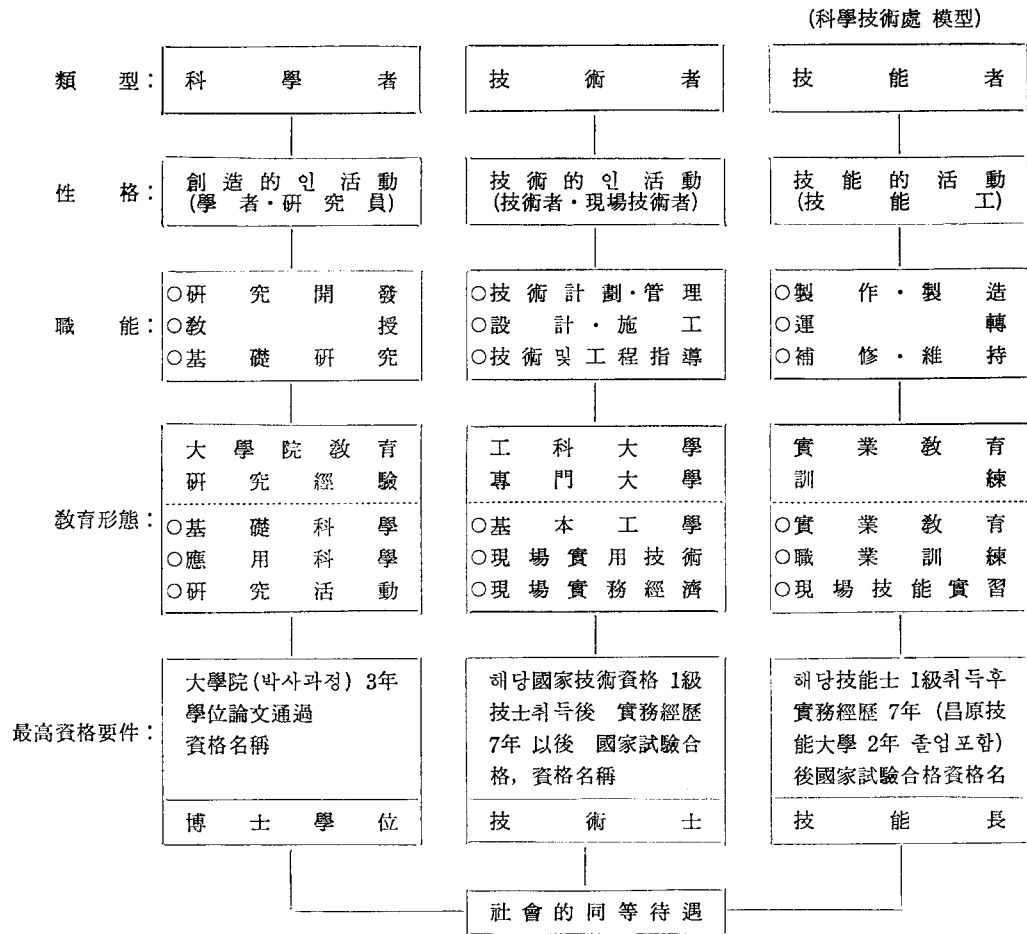 (科學技術處 模型)
類型: 科學者 技術者 技能者
性格: 創造的인活動 技術的인活動 技能的活動
(學者·研究員) (技術者·現場技術者) (技能工)
○研究開發 ○技術計劃·管理 ○製作·製造
職能: ○敎授 ○設計·施工 ○運轉
○基礎研究 ○技術및工程指導 ○補修·維持
大學院敎育 工科大學 實業敎育
研究經驗 專門大學 訓練
敎育形態: ○基礎科學 ○基本工學 ○實業敎育
○應用科學 ○現場實用技術 ○職業訓練
○研究活動 ○現場實務經濟 ○現場技能實習
大學院(박사과정) 3年 해당國家技術資格 1級 해당技能士 1級취득후
學位論文通過 技士취득後 實務經歷 實務經歷 7年 (昌原技
最高資格要件: 資格名稱 7年 以後 國家試驗合 能大學 2年 졸업포함)
格, 資格名稱 後國家試驗合格資格名
博士學位 技術士 技能長
社會的同等待遇